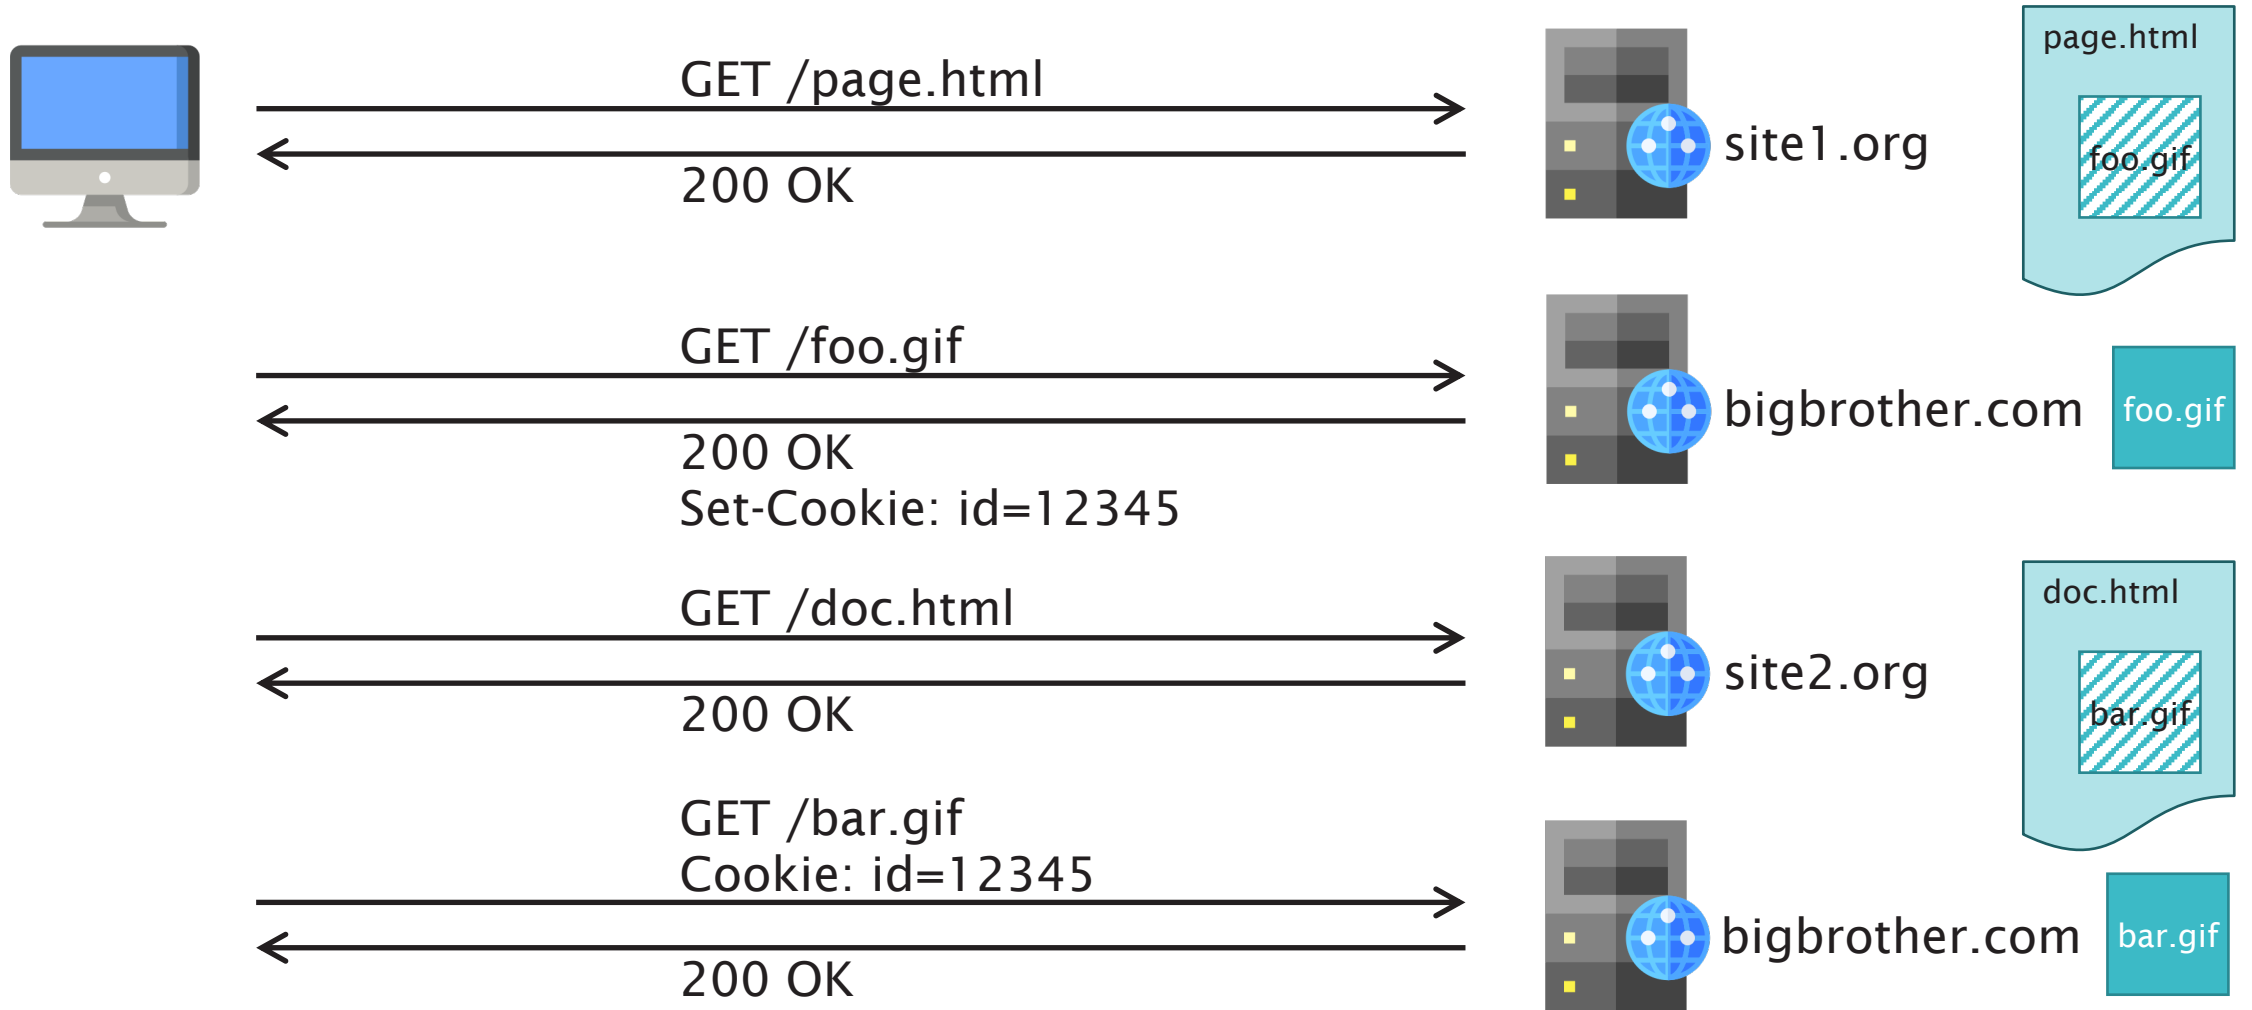 GET /page.html
200 OK
site1.org
page.html
foo.gif
GET /foo.gif
200 OK
Set-Cookie: id=12345
bigbrother.com
foo.gif
GET /doc.html
200 OK
site2.org
doc.html
bar.gif
GET /bar.gif
Cookie: id=12345
200 OK
bigbrother.com
bar.gif